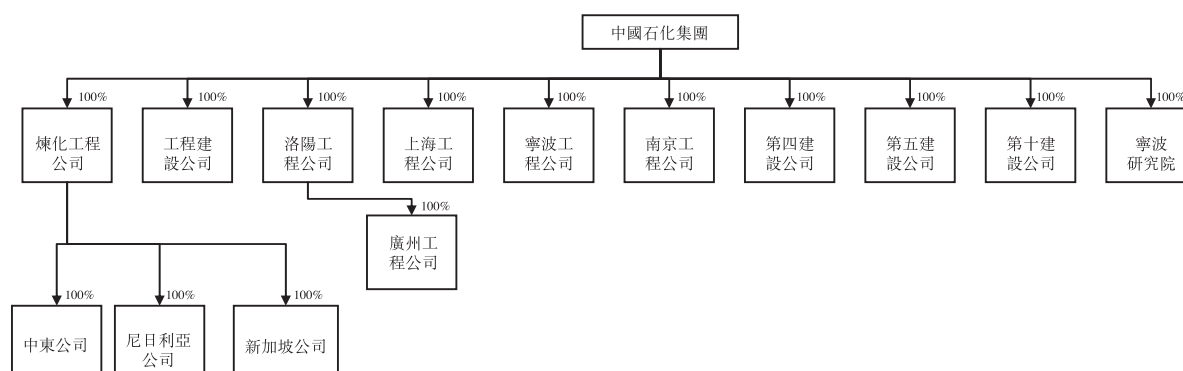 中國石化集團
100%
100%
100%
100%
100%
100%
100%
100%
100%
100%
煉化工程
公司
工程建
設公司
洛陽工
程公司
上海工
程公司
寧波工
程公司
南京工
程公司
第四建
設公司
第五建
設公司
第十建
設公司
寧波
研究院
100%
廣州工
程公司
100%
100%
100%
中東公司
尼日利亞
公司
新加坡公司